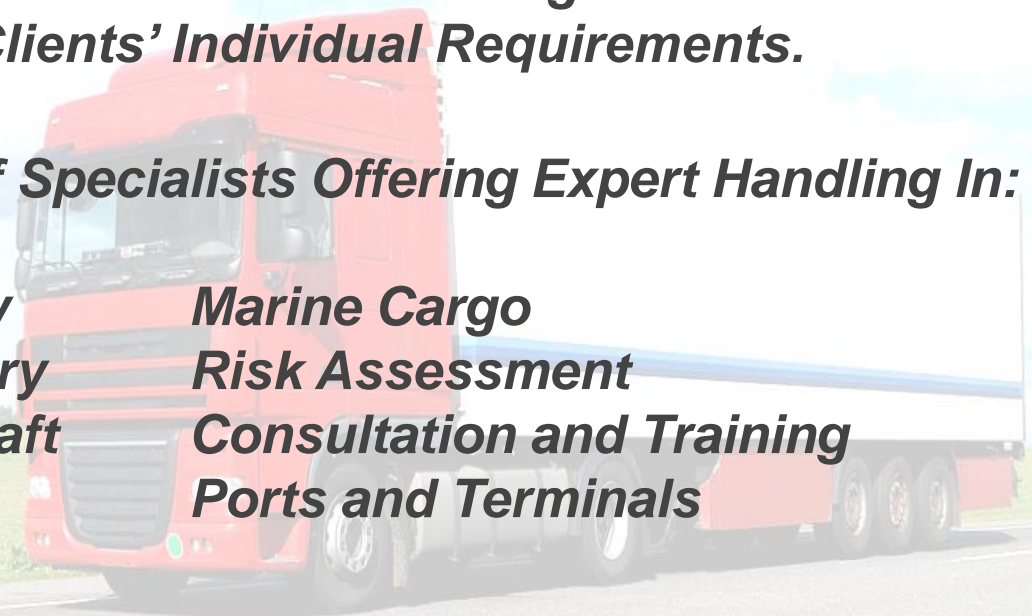 Clients’ Individual Requirements.
Specialists Offering Expert Handling In:
Marine Cargo
Risk Assessment
Consultation and Training
Ports and Terminals